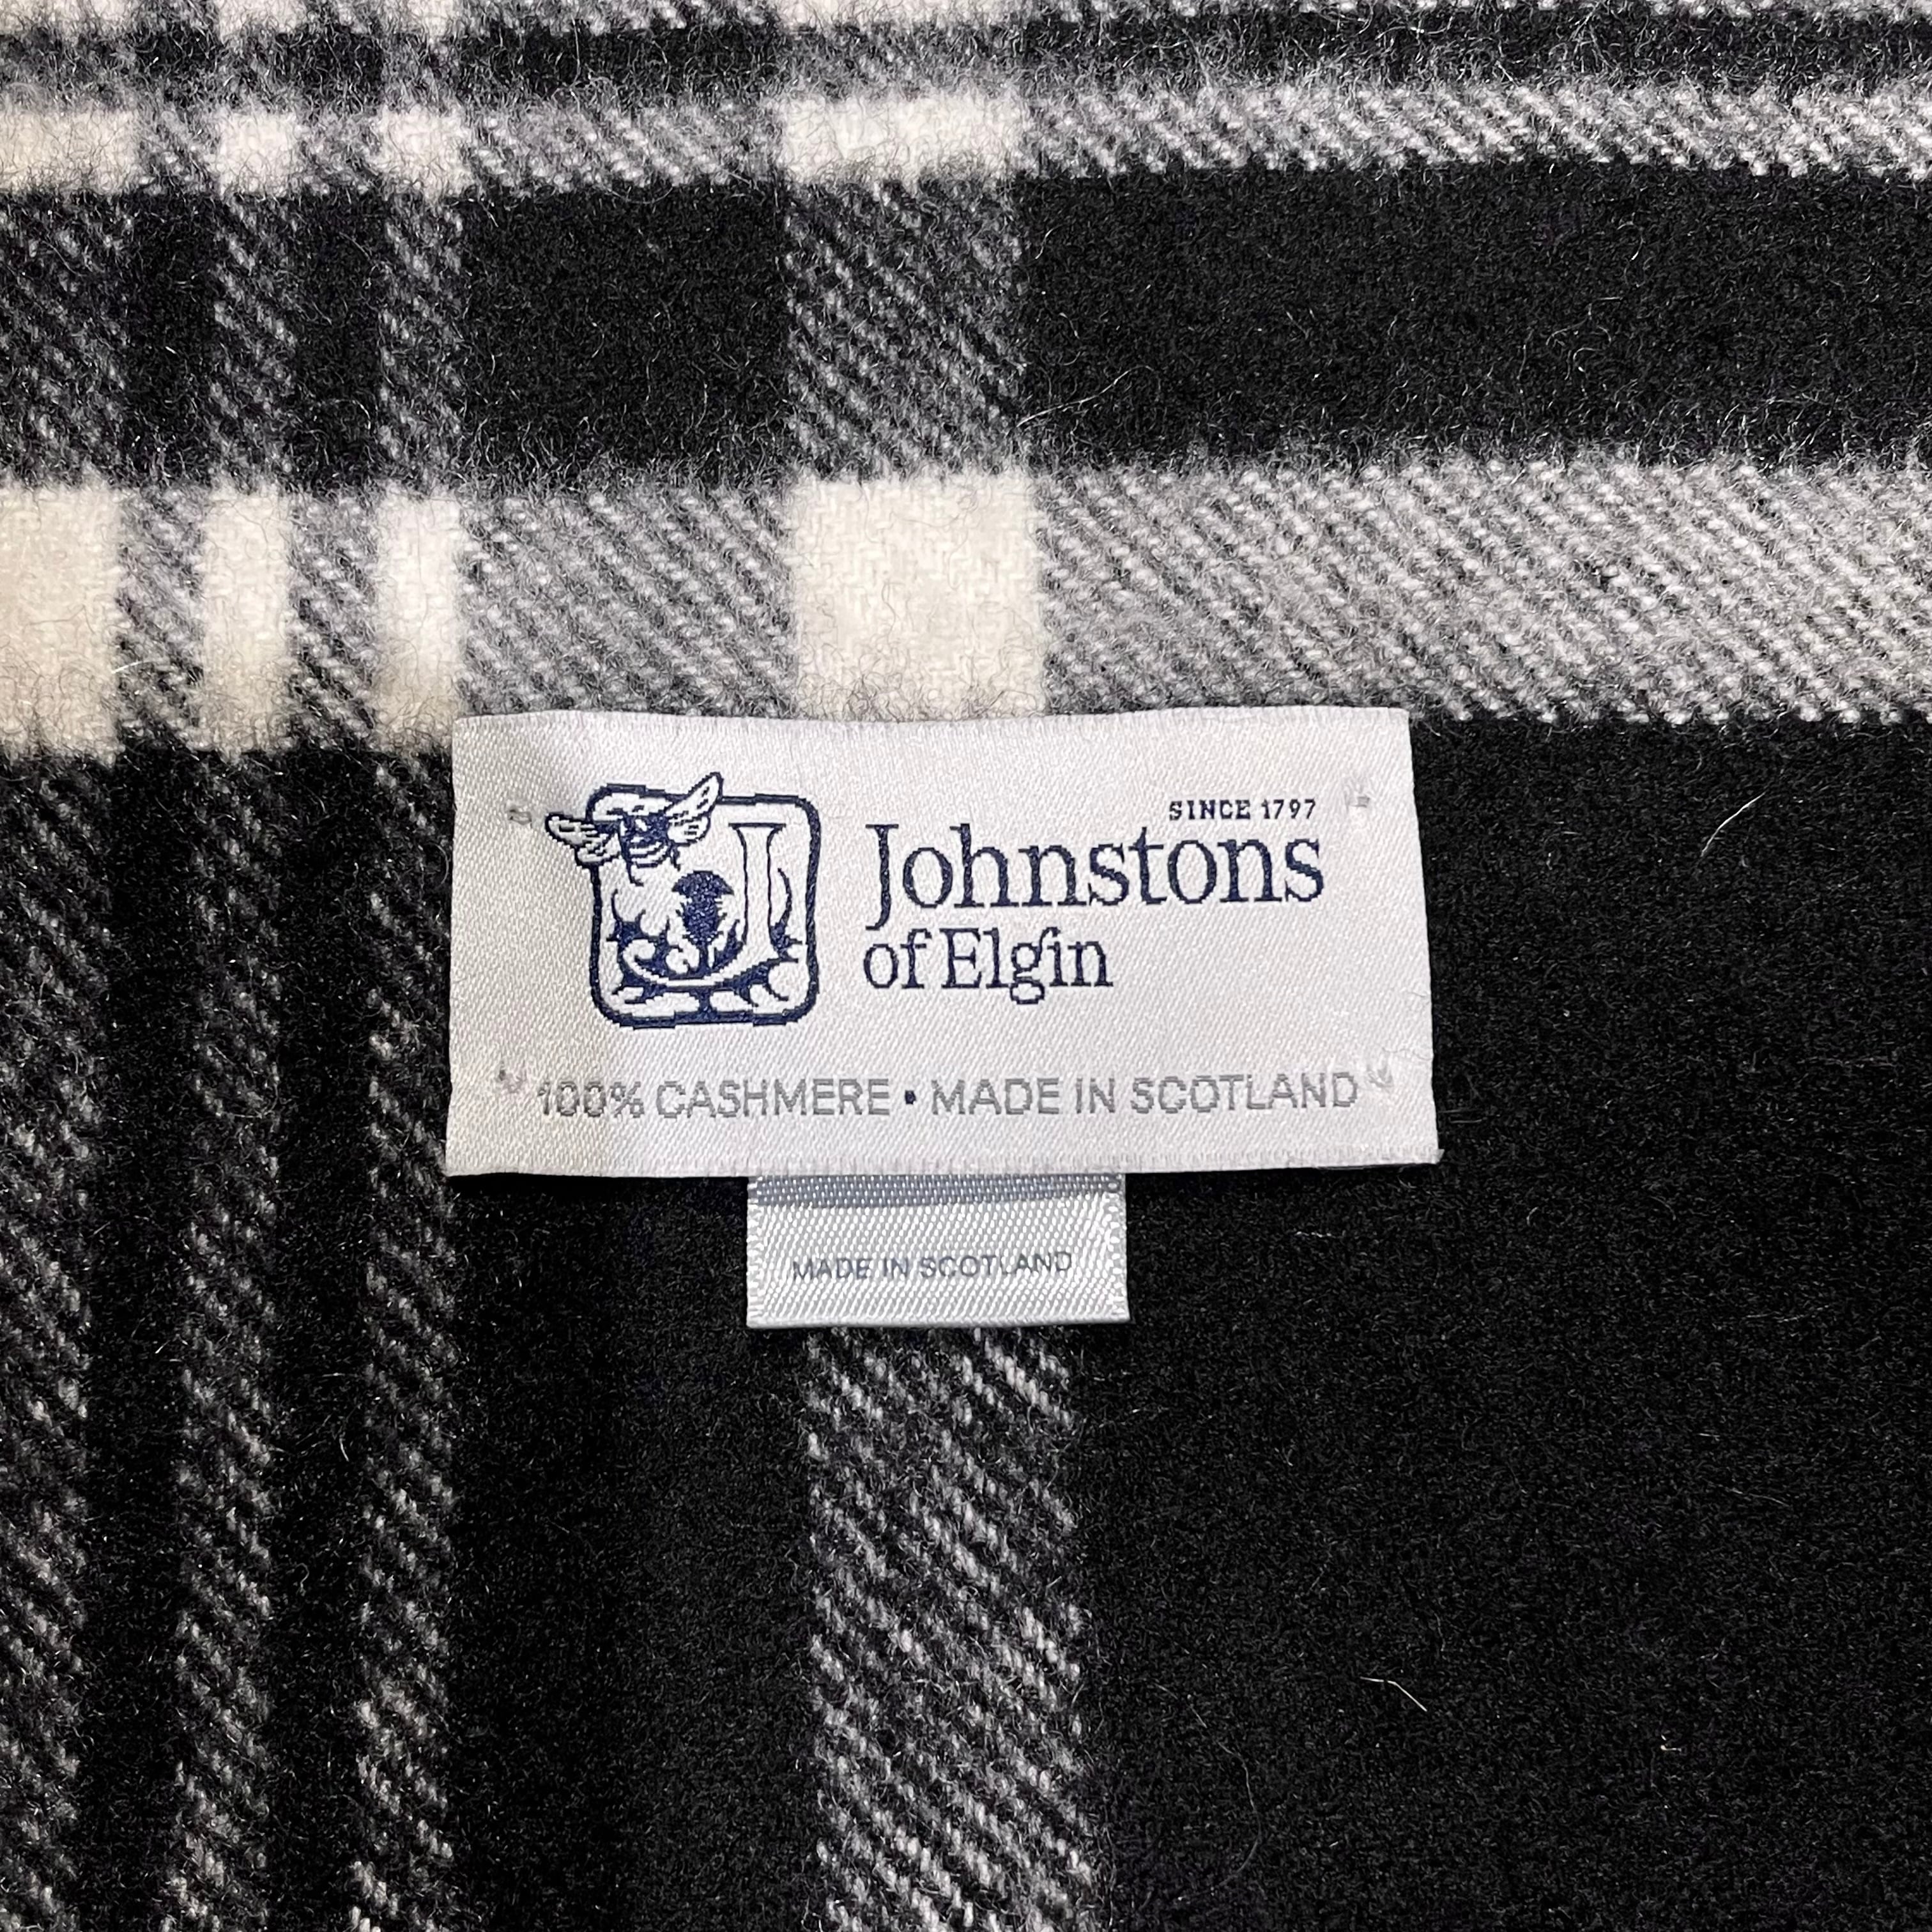 SINCE 1797
Johnstons
of Elgin
100% CASHMERE • MADE IN SCOTLAND
MADE IN SCOTLAND